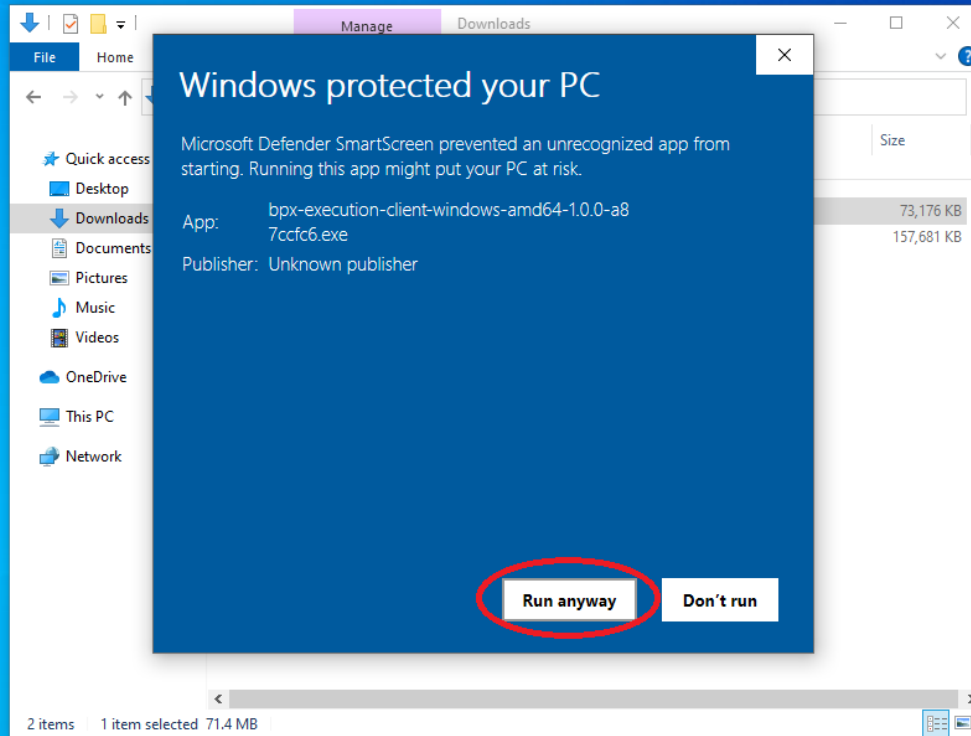 Manage
Downloads
File
Home
Windows protected your PC
Microsoft Defender SmartScreen prevented an unrecognized app from
starting. Running this app might put your PC at risk.
App:
bpx-execution-client-windows-amd64-1.0.0-a8
7ccfc6.exe
Publisher: Unknown publisher
Run anyway
Don't run
Quick access
Desktop
Downloads
Documents
Pictures
Music
Videos
OneDrive
This PC
Network
Size
73,176 KB
157,681 KB
2 items
1 item selected 71.4 MB